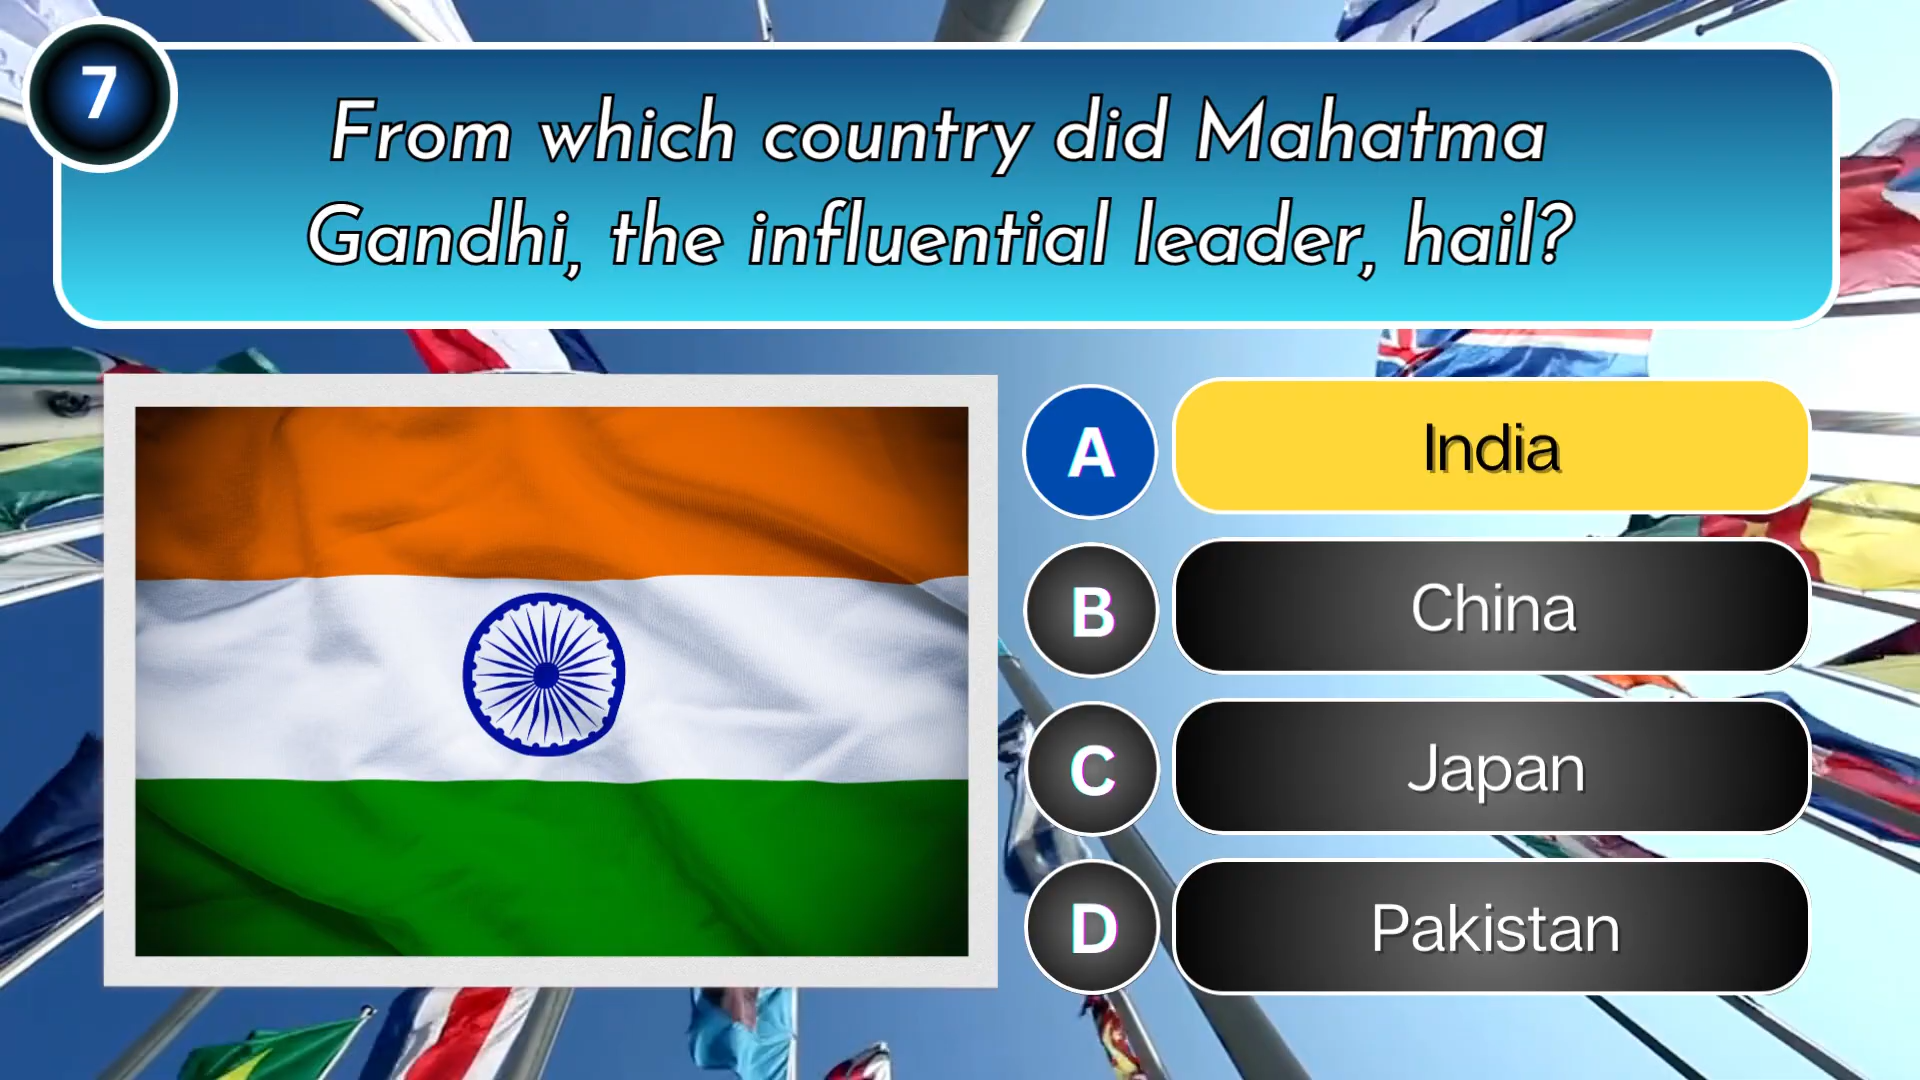 7
From which country did Mahatma
Gandhi, the influential leader, hail?
A India
B China
C Japan
D Pakistan